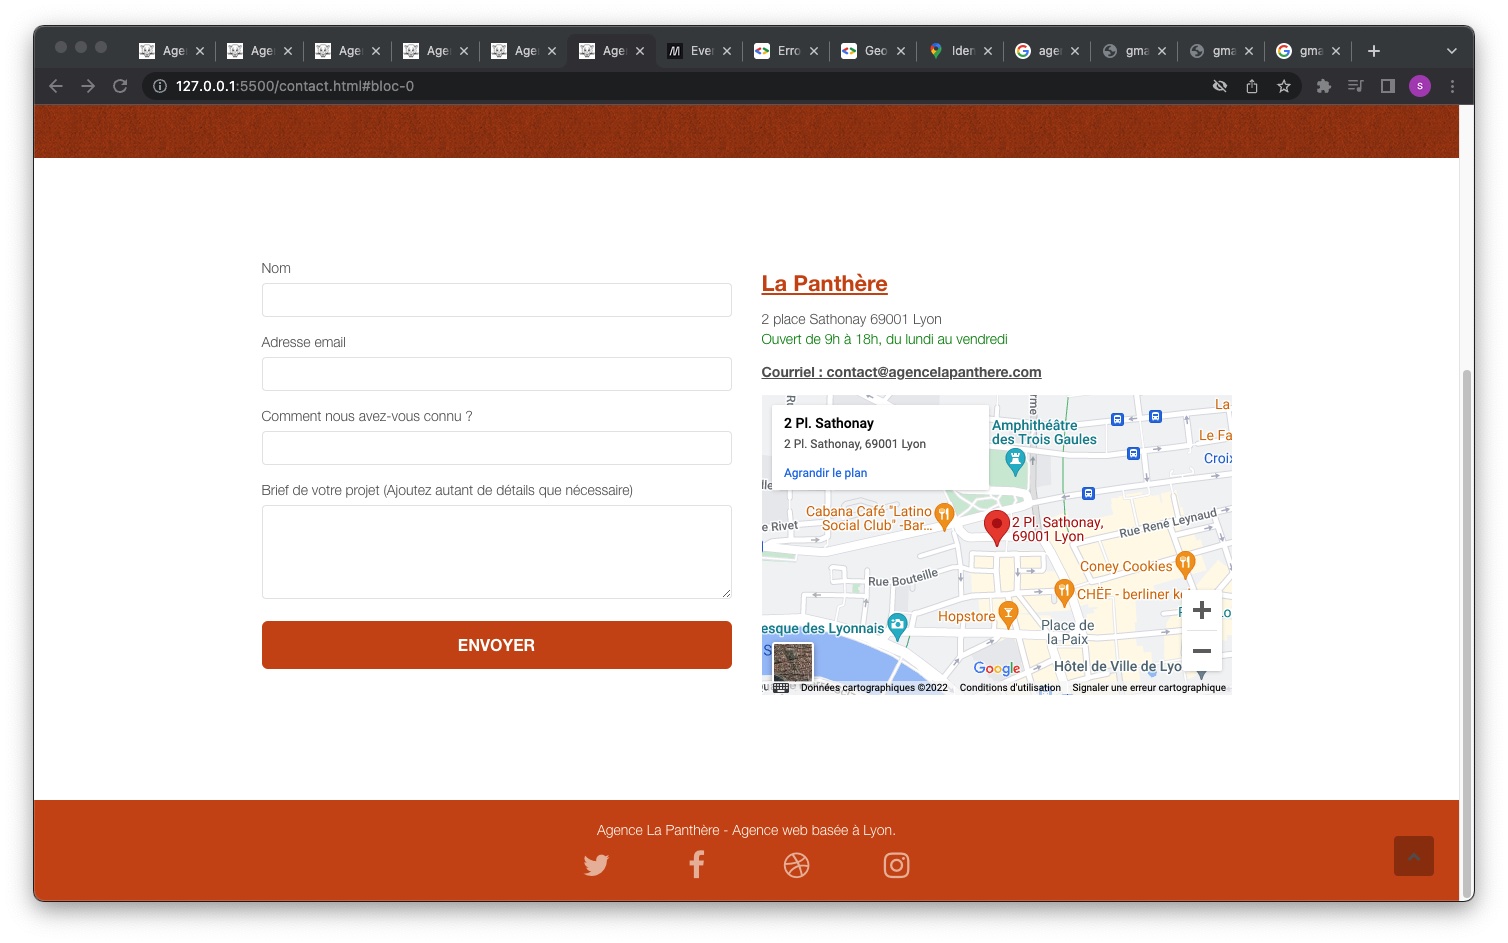 Age
Age
Age
Age
Age
Age
Ever
Erro
Geo
Iden
age
gma
gma
gma
127.0.0.1:5500/contact.html#bloc-0
S
Nom
Adresse email
Comment nous avez-vous connu ?
Brief de votre projet (Ajoutez autant de détails que nécessaire)
ENVOYER
La Panthère
2 place Sathonay 69001 Lyon
Ouvert de 9h à 18h, du lundi au vendredi
Courriel : contact@agencelapanthere.com
2 Pl. Sathonay
2 Pl. Sathonay, 69001 Lyon
Agrandir le plan
Amphithéâtre
des Trois Gaules
La
Le Fa
Croix
Cabana Café "Latino
Social Club" -Bar...
2 Pl. Sathonay,
69001 Lyon
e Rivet
Rue René Leynaud
Coney Cookies
Rue Bouteille
CHËF - berliner ke
Hopstore
Place de
la Paix
esque des Lyonnais
Google
Hôtel de Ville de Lyo
Données cartographiques ©2022
Conditions d'utilisation
Signaler une erreur cartographique
Agence La Panthère - Agence web basée à Lyon.